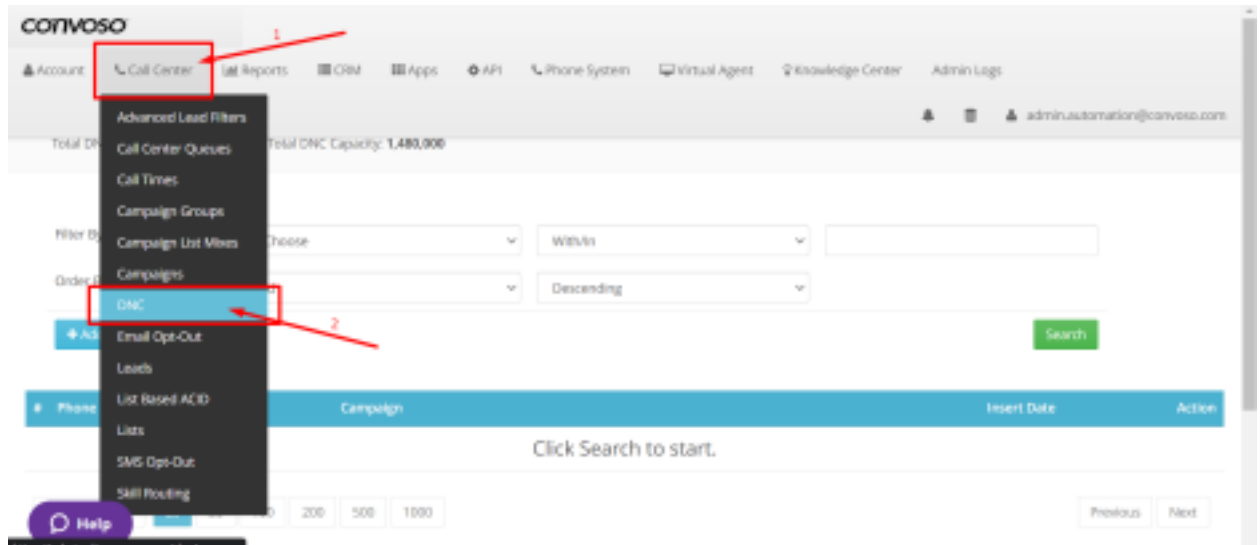 convoso
1
Account Call Center Reports CRM Apps API Phone System Virtual Agent Knowledge Center Admin Logs
admin.automation@convoso.com
Advanced Lead Filters
Total DNC Capacity: 1,480,000
Call Center Queues
Call Times
Campaign Groups
Filter By
Campaign List Mixes
Choose
With/in
Order
Campaigns
Descending
DNC
2
Email Opt-Out
Search
Leads
# Phone
List Based ACID
Campaign
Insert Date
Action
Lists
Click Search to start.
SMS Opt-Out
Skill Routing
200 500 1000
Previous Next
Help